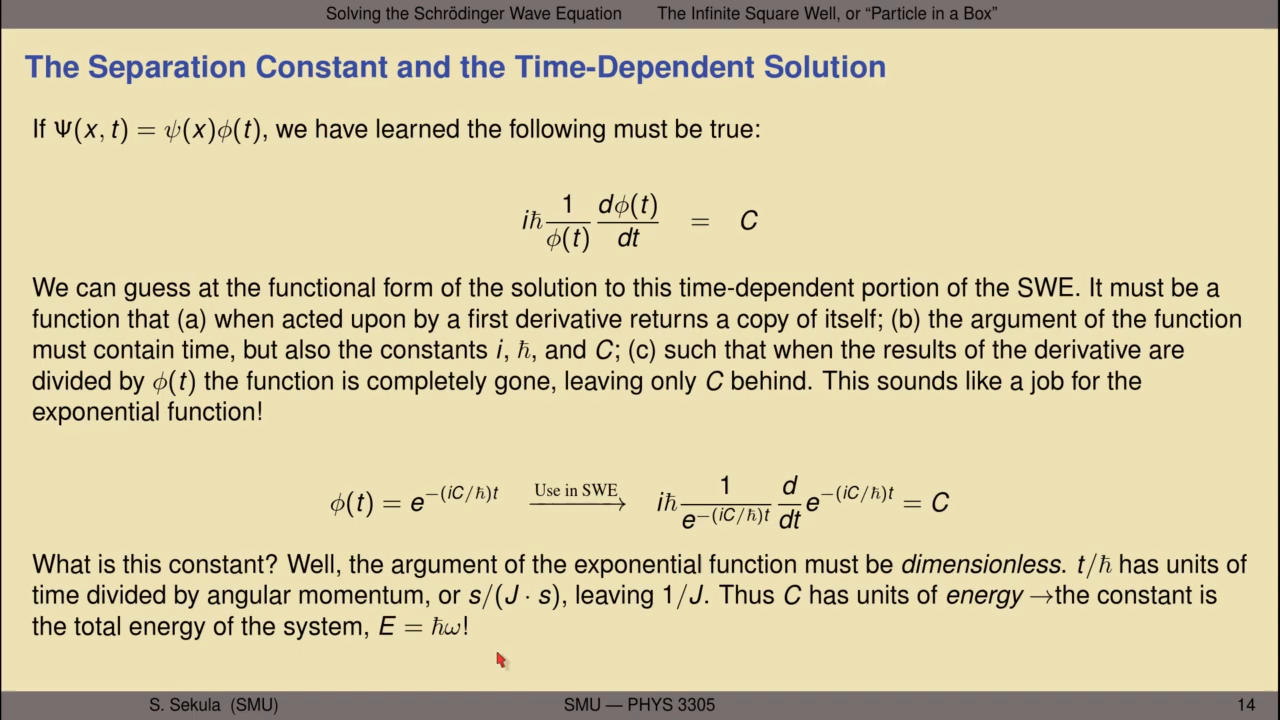 Solving the Schrödinger Wave Equation    The Infinite Square Well, or “Particle in a Box”
The Separation Constant and the Time-Dependent Solution
If Ψ(x, t) = ψ(x)ϕ(t), we have learned the following must be true:
iℏ 1/ϕ(t) dϕ(t)/dt = C
We can guess at the functional form of the solution to this time-dependent portion of the SWE. It must be a
function that (a) when acted upon by a first derivative returns a copy of itself; (b) the argument of the function
must contain time, but also the constants i, ℏ, and C; (c) such that when the results of the derivative are
divided by ϕ(t) the function is completely gone, leaving only C behind. This sounds like a job for the
exponential function!
ϕ(t) = e^−(iC/ℏ)t  Use in SWE →  iℏ 1/e^−(iC/ℏ)t d/dt e^−(iC/ℏ)t = C
What is this constant? Well, the argument of the exponential function must be dimensionless. t/ℏ has units of
time divided by angular momentum, or s/(J · s), leaving 1/J. Thus C has units of energy →the constant is
the total energy of the system, E = ℏω!
S. Sekula (SMU)    SMU — PHYS 3305    14